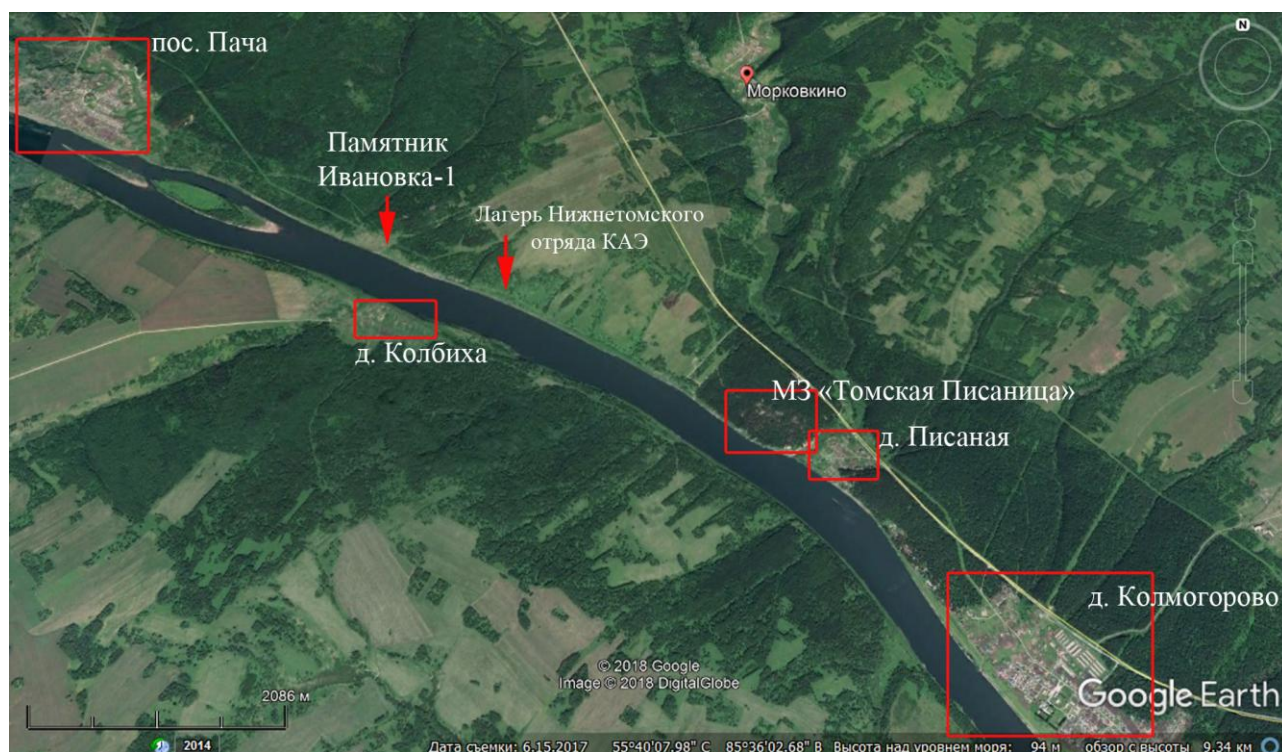 пос. Пача
N
Морковкино
Памятник
Ивановка-1
Лагерь Нижнетомского
отряда КАЭ
д. Колбиха
МЗ «Томская Писаница»
д. Писаная
д. Колмогорово
© 2018 Google
Image © 2018 DigitalGlobe
Google Earth
2086 м
2014
Дата съемки: 6.15.2017 55°40'07.98" С 85°36'02.68" В Высота над уровнем моря: 94 м обзор с высоты 9.34 км